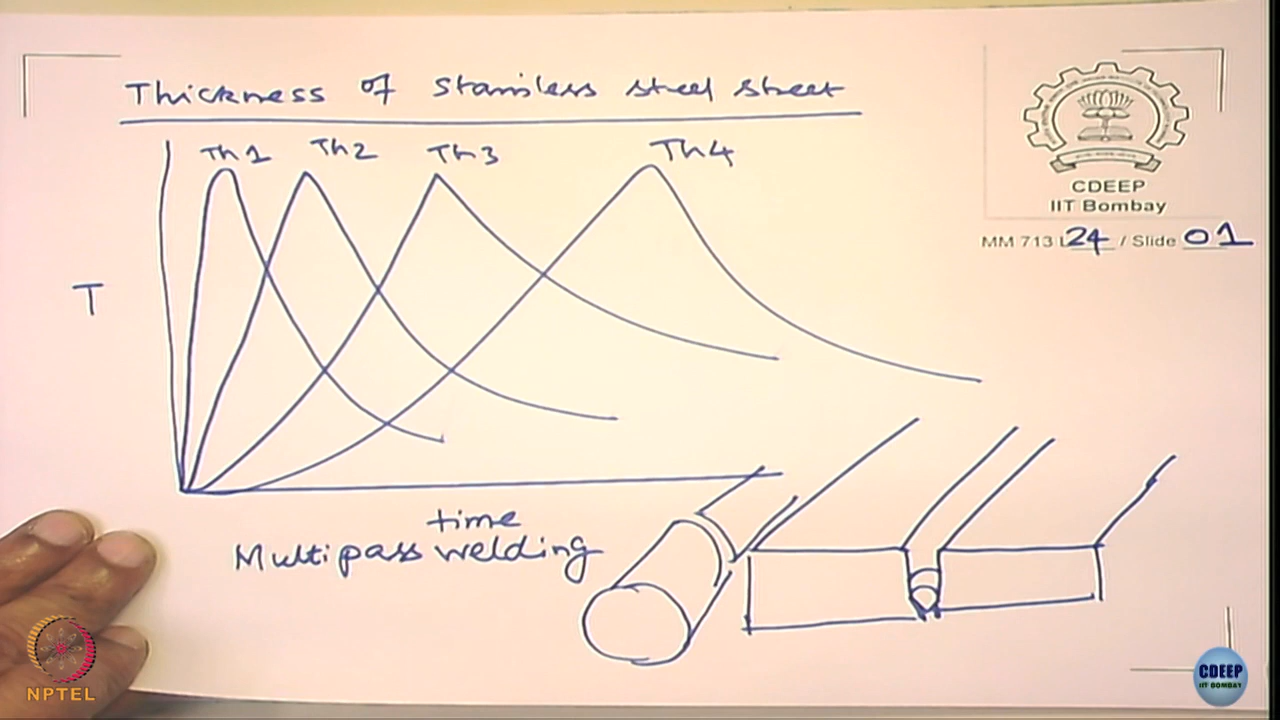 Thickness of Stainless steel street
Th1 Th2 Th3 Th4
T
time
Multipass welding
CDEEP
IIT Bombay
MM 713 L24 / Slide 01
NPTEL
CDEEP
IIT BOMBAY